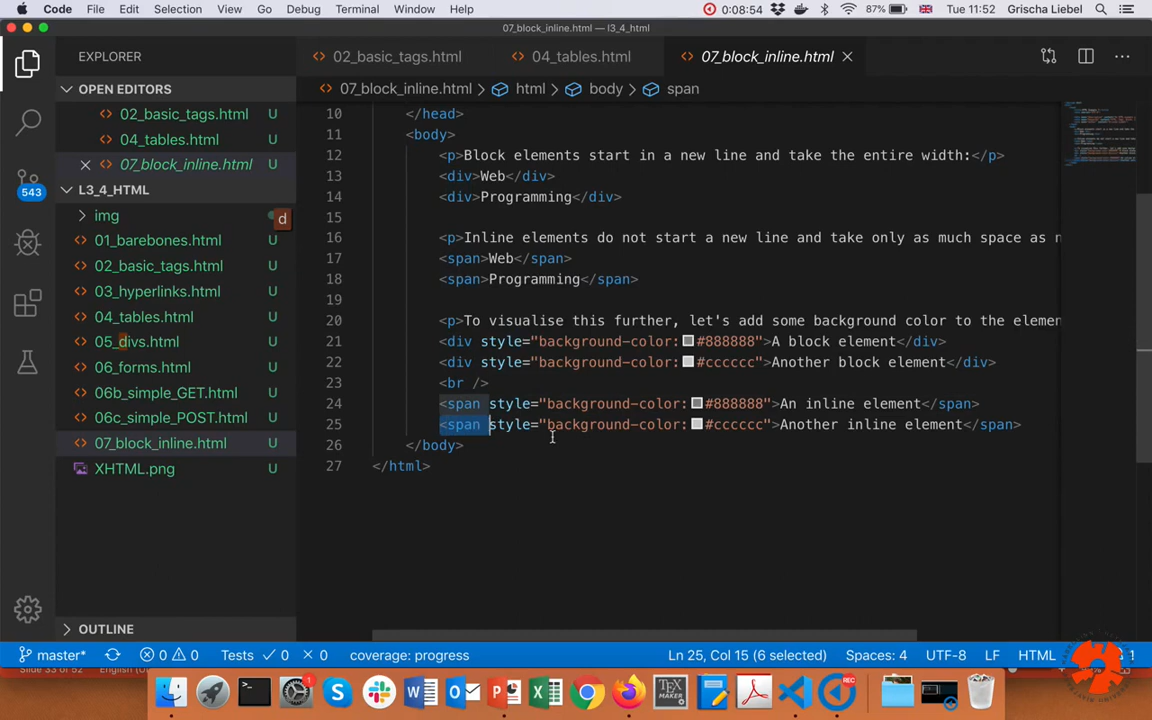 Code File Edit Selection View Go Debug Terminal Window Help 0:08:54 87% Tue 11:52 Grischa Liebel
07_block_inline.html — l3_4_html
EXPLORER
02_basic_tags.html 04_tables.html 07_block_inline.html
OPEN EDITORS
07_block_inline.html > html > body > span
02_basic_tags.html U
04_tables.html U
07_block_inline.html U
543
L3_4_HTML
img d
01_barebones.html U
02_basic_tags.html U
03_hyperlinks.html U
04_tables.html U
05_divs.html U
06_forms.html U
06b_simple_GET.html U
06c_simple_POST.html U
07_block_inline.html U
XHTML.png U
OUTLINE
10 </head>
11 <body>
12 <p>Block elements start in a new line and take the entire width:</p>
13 <div>Web</div>
14 <div>Programming</div>
15
16 <p>Inline elements do not start a new line and take only as much space as n
17 <span>Web</span>
18 <span>Programming</span>
19
20 <p>To visualise this further, let's add some background color to the elemen
21 <div style="background-color:#888888">A block element</div>
22 <div style="background-color:#cccccc">Another block element</div>
23 <br />
24 <span style="background-color:#888888">An inline element</span>
25 <span style="background-color:#cccccc">Another inline element</span>
26 </body>
27 </html>
master* 0 0 Tests 0 0 coverage: progress Ln 25, Col 15 (6 selected) Spaces: 4 UTF-8 LF HTML 1
Slide 33 of 52